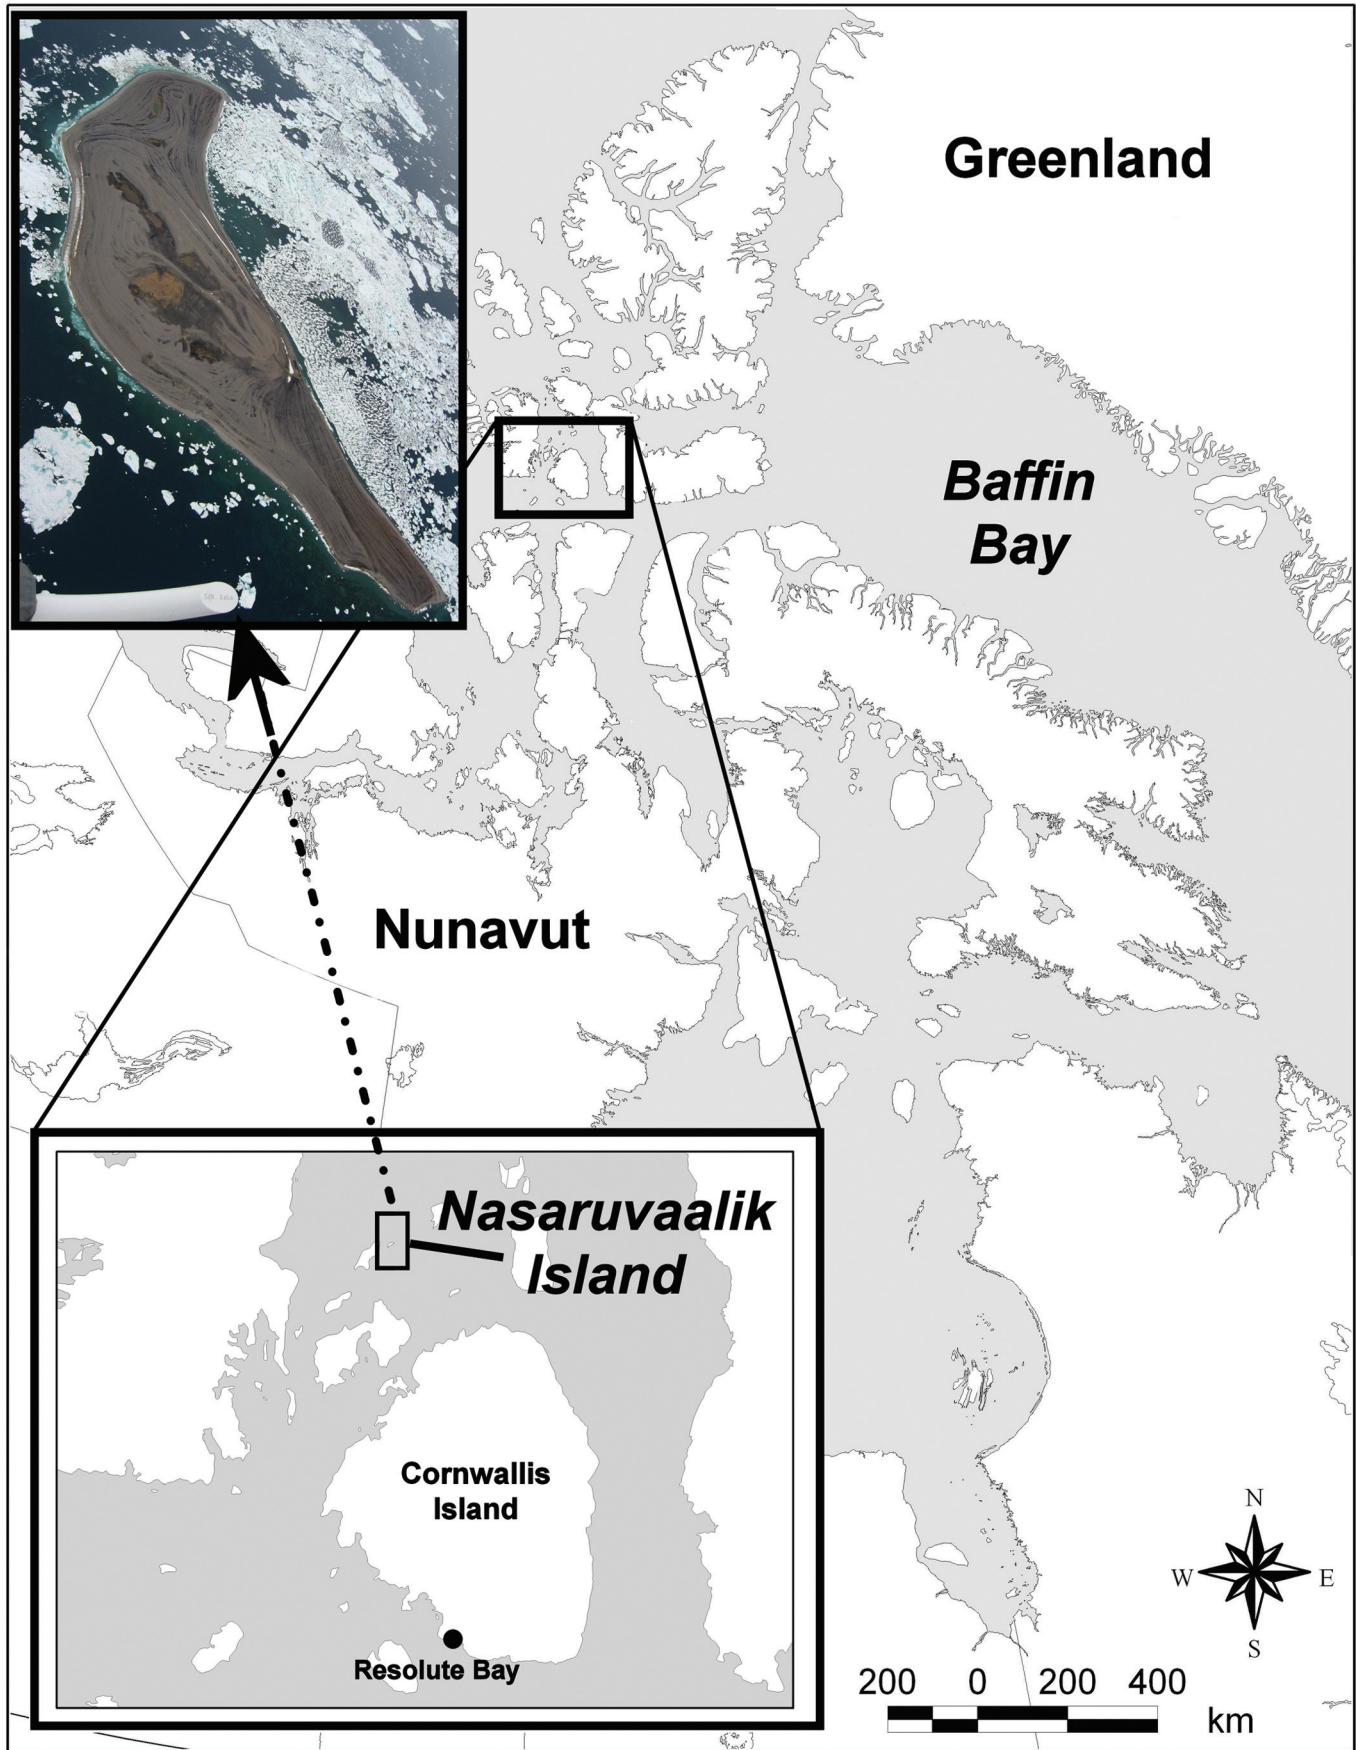 Greenland
Baffin
Bay
Nunavut
Nasaruvaalik
Island
Cornwallis
Island
Resolute Bay
N
W E
S
200 0 200 400
km